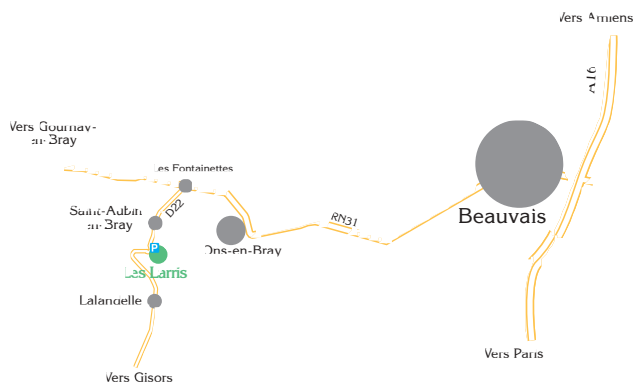 Vers Amiens
A16
Vers Gournay-
en-Bray
Les Fontainettes
D22
Saint-Aubin
en-Bray
RN31
Beauvais
P
Ons-en-Bray
Les Larris
Lalandelle
Vers Paris
Vers Gisors